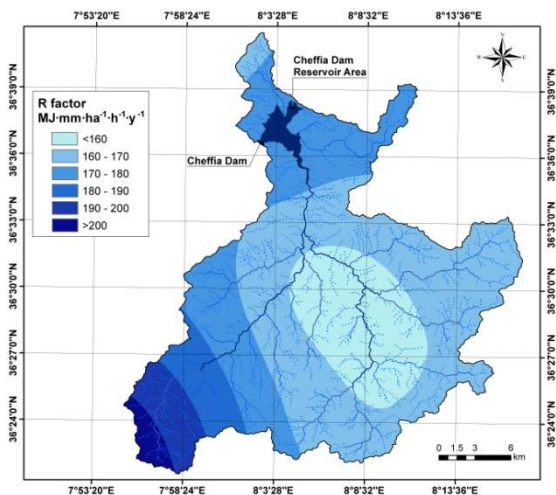 7°53'20"E 7°58'24"E 8°3'28"E 8°8'32"E 8°13'36"E
N
W E
S
36°39'0"N 36°39'0"N
Cheffia Dam
Reservoir Area
R factor
MJ·mm·ha⁻¹·h⁻¹·y⁻¹
<160
160 - 170
170 - 180
180 - 190
190 - 200
>200
Cheffia Dam
36°36'0"N 36°36'0"N
36°33'0"N 36°33'0"N
36°30'0"N 36°30'0"N
36°27'0"N 36°27'0"N
36°24'0"N 36°24'0"N
0 1.5 3 6
km
7°53'20"E 7°58'24"E 8°3'28"E 8°8'32"E 8°13'36"E